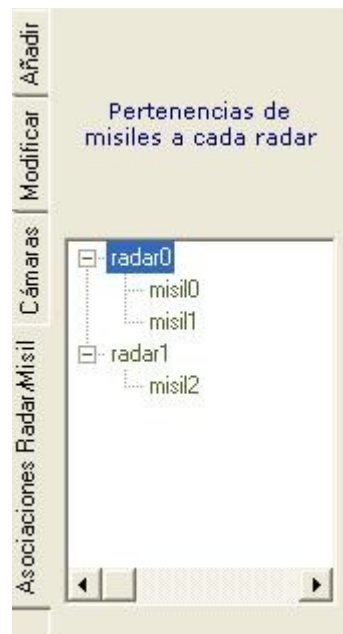 Añadir
Modificar
Cámaras
Asociaciones Radar/Misil
Pertenencias de
misiles a cada radar
radar0
misil0
misil1
radar1
misil2